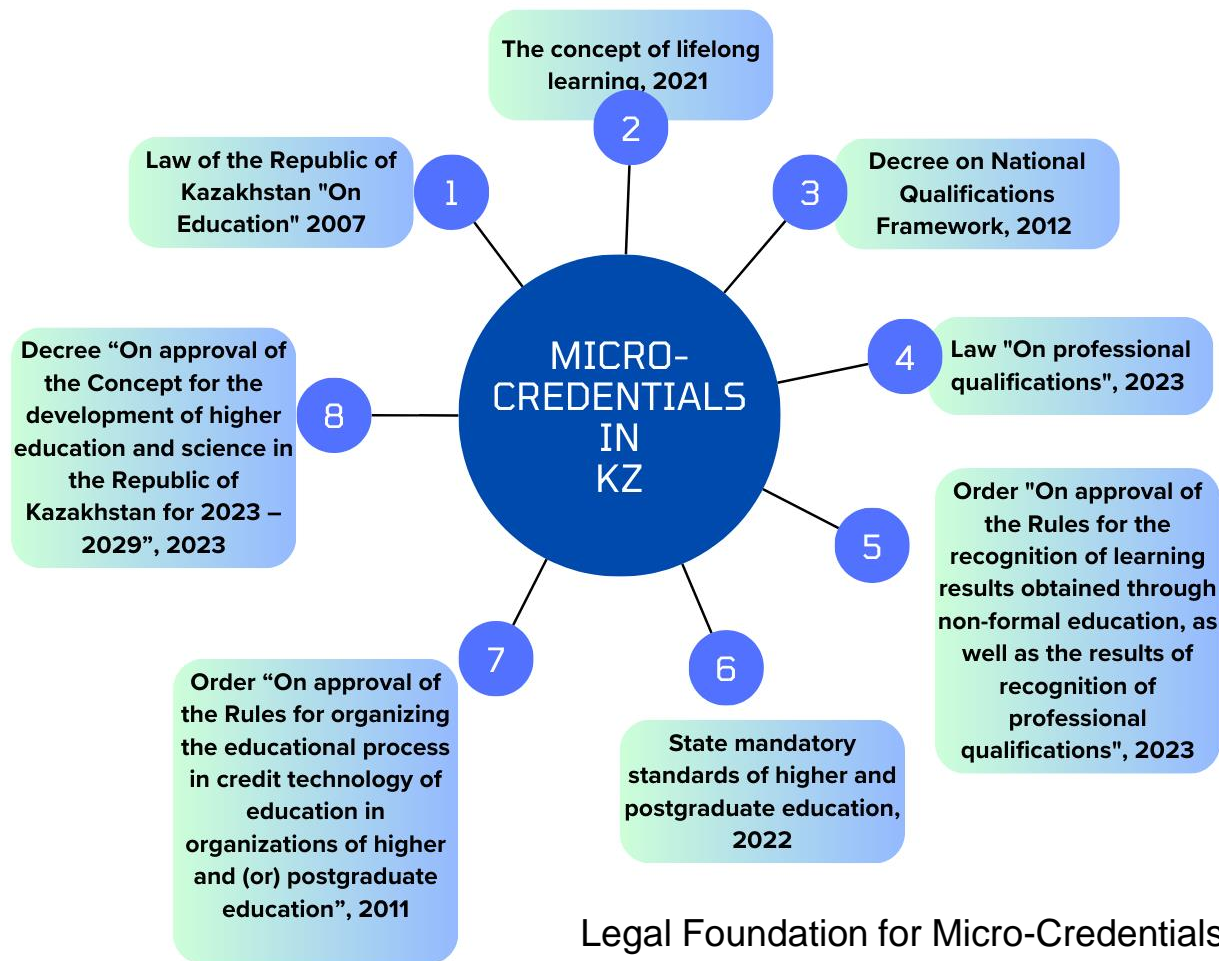 The concept of lifelong
learning, 2021
2
Law of the Republic of
Kazakhstan "On
Education" 2007
1
3
Decree on National
Qualifications
Framework, 2012
MICRO-
CREDENTIALS
IN
KZ
4
Law "On professional
qualifications", 2023
Decree “On approval of
the Concept for the
development of higher
education and science in
the Republic of
Kazakhstan for 2023 –
2029”, 2023
8
5
Order "On approval of
the Rules for the
recognition of learning
results obtained through
non-formal education, as
well as the results of
recognition of
professional
qualifications", 2023
7
Order “On approval of
the Rules for organizing
the educational process
in credit technology of
education in
organizations of higher
and (or) postgraduate
education”, 2011
6
State mandatory
standards of higher and
postgraduate education,
2022
Legal Foundation for Micro-Credentials